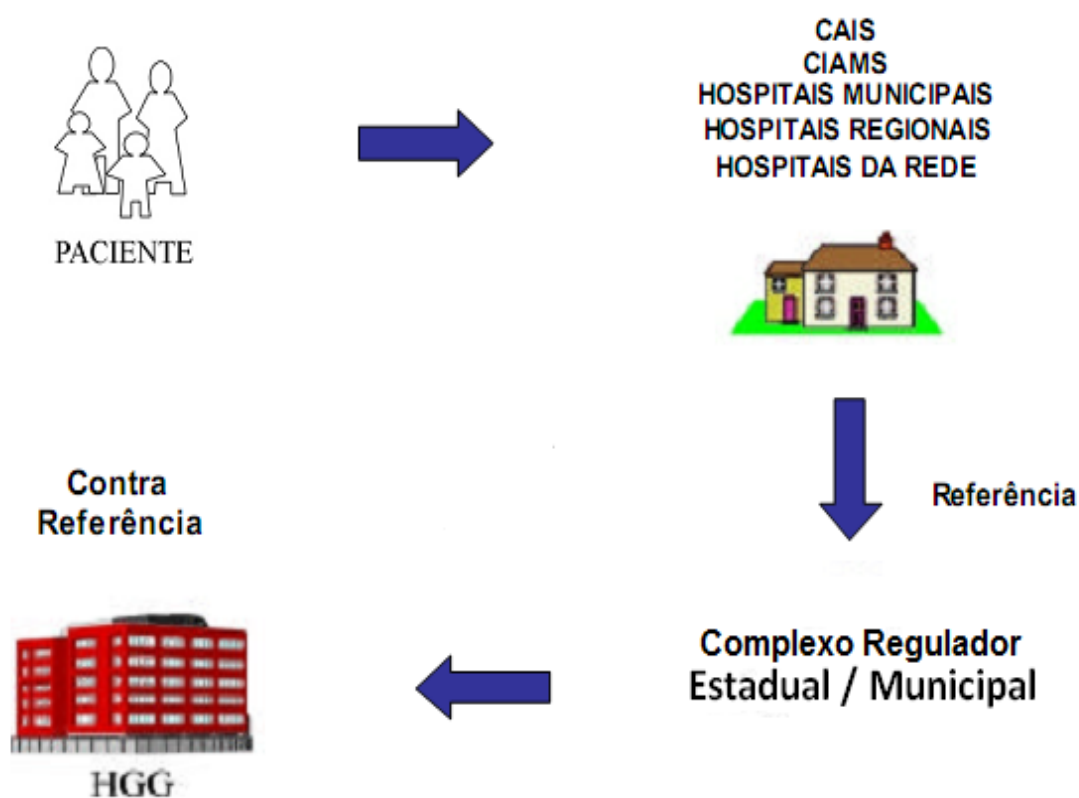 PACIENTE
CAIS
CIAMS
HOSPITAIS MUNICIPAIS
HOSPITAIS REGIONAIS
HOSPITAIS DA REDE
Referência
Complexo Regulador
Estadual / Municipal
Contra
Referência
HGG